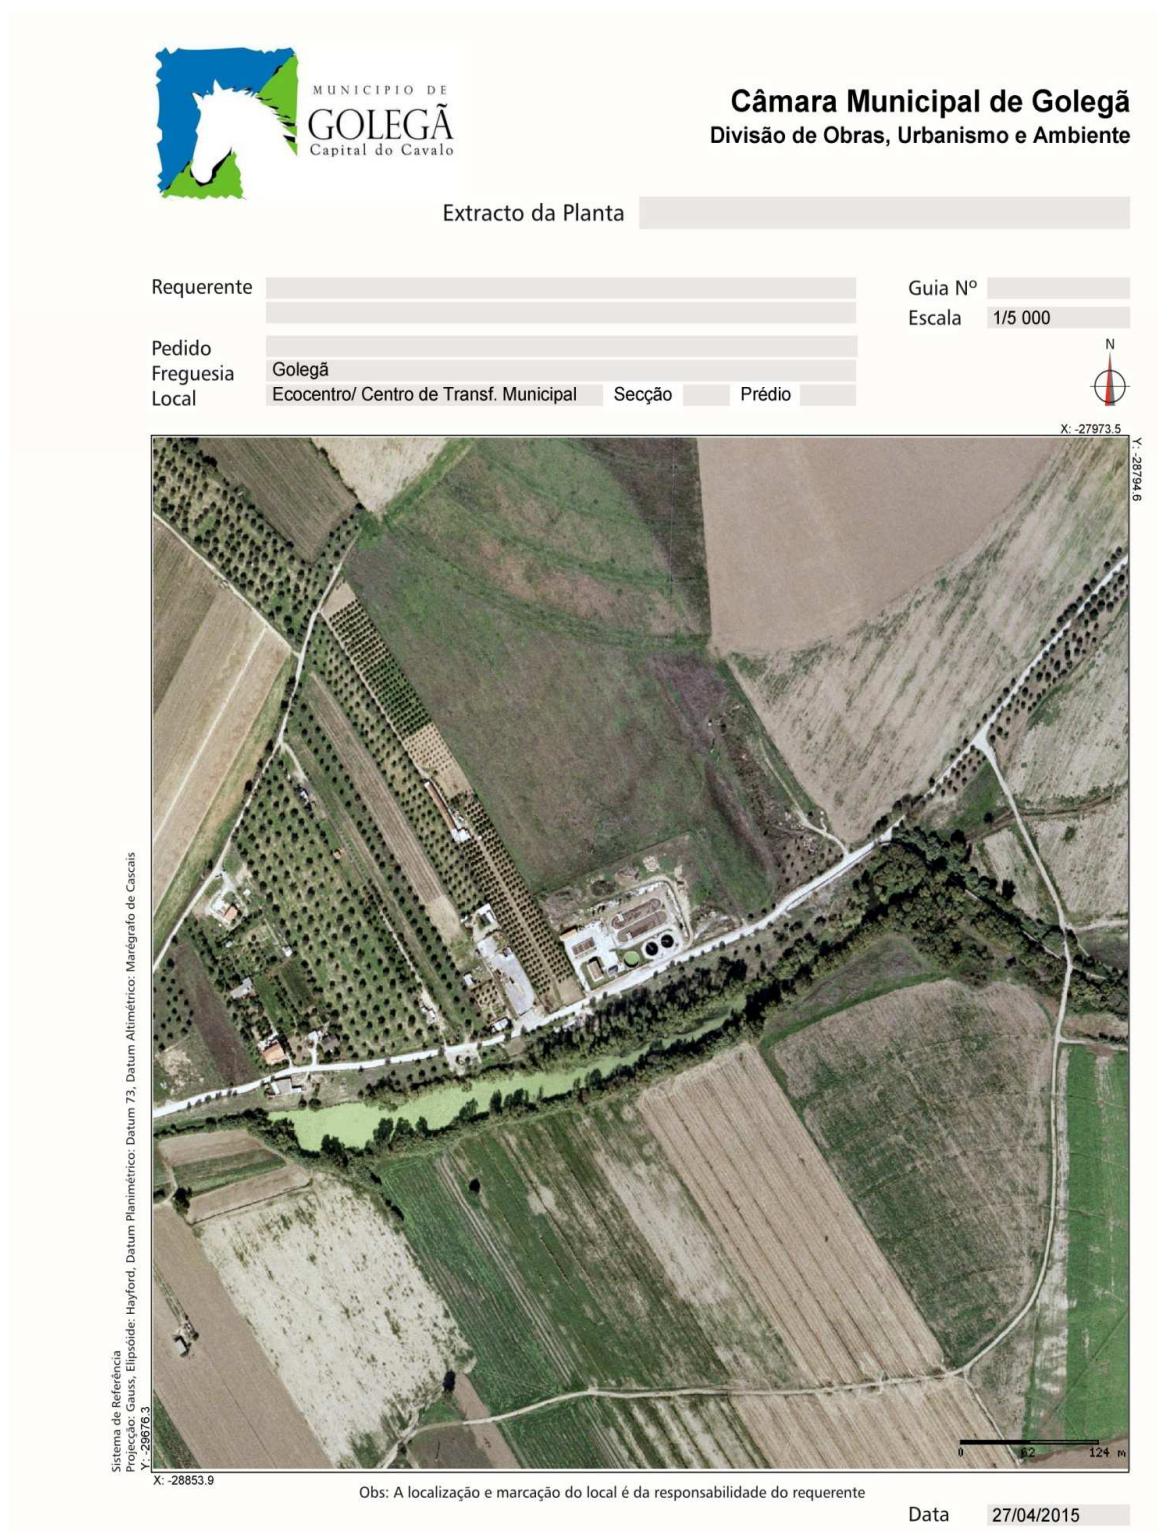 MUNICIPIO DE
GOLEGÃ
Capital do Cavalo
Câmara Municipal de Golegã
Divisão de Obras, Urbanismo e Ambiente
Extracto da Planta
Requerente
Guia Nº
Escala 1/5 000
Pedido
Freguesia Golegã
Local Ecocentro/ Centro de Transf. Municipal Secção Prédio
N
X: -27973.5
Y: -28794.6
Sistema de Referência
Projecção: Gauss, Elipsóide: Hayford, Datum Planimétrico: Datum 73, Datum Altimétrico: Marégrafo de Cascais
Y: -29676.3
0 62 124 m
X: -28853.9
Obs: A localização e marcação do local é da responsabilidade do requerente
Data 27/04/2015